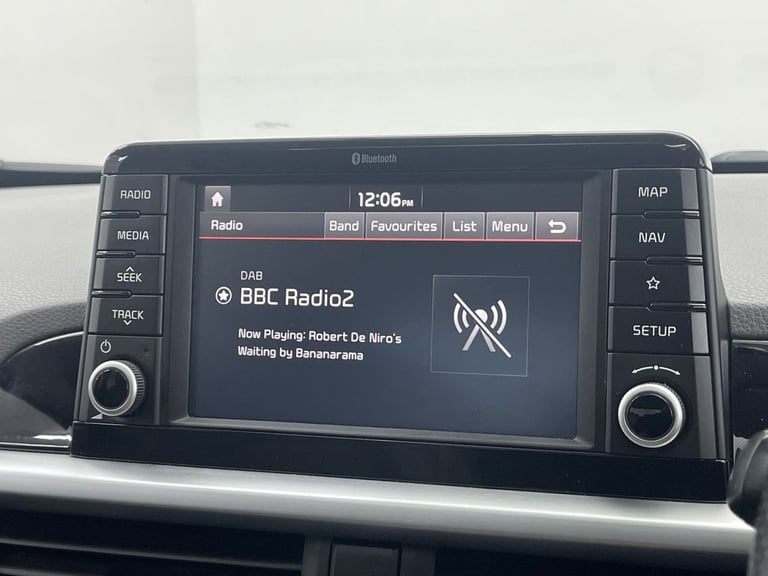 Bluetooth
RADIO
MEDIA
SEEK
TRACK
12:06PM
Radio
Band
Favourites
List
Menu
DAB
BBC Radio2
Now Playing: Robert De Niro's
Waiting by Bananarama
MAP
NAV
SETUP